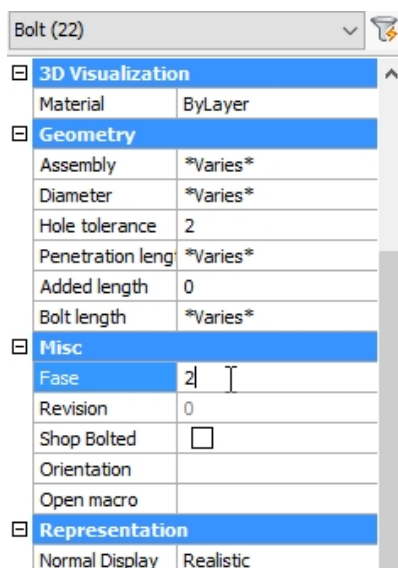 Bolt (22)
3D Visualization
Material ByLayer
Geometry
Assembly *Varies*
Diameter *Varies*
Hole tolerance 2
Penetration leng *Varies*
Added length 0
Bolt length *Varies*
Misc
Fase 2
Revision 0
Shop Bolted
Orientation
Open macro
Representation
Normal Display Realistic